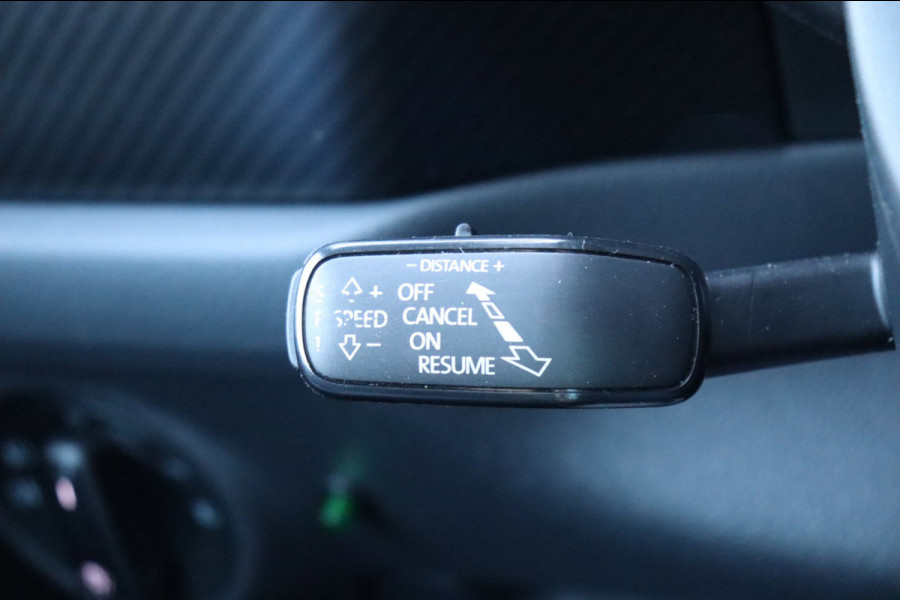 − DISTANCE +
+ OFF
SPEED CANCEL
− ON
RESUME